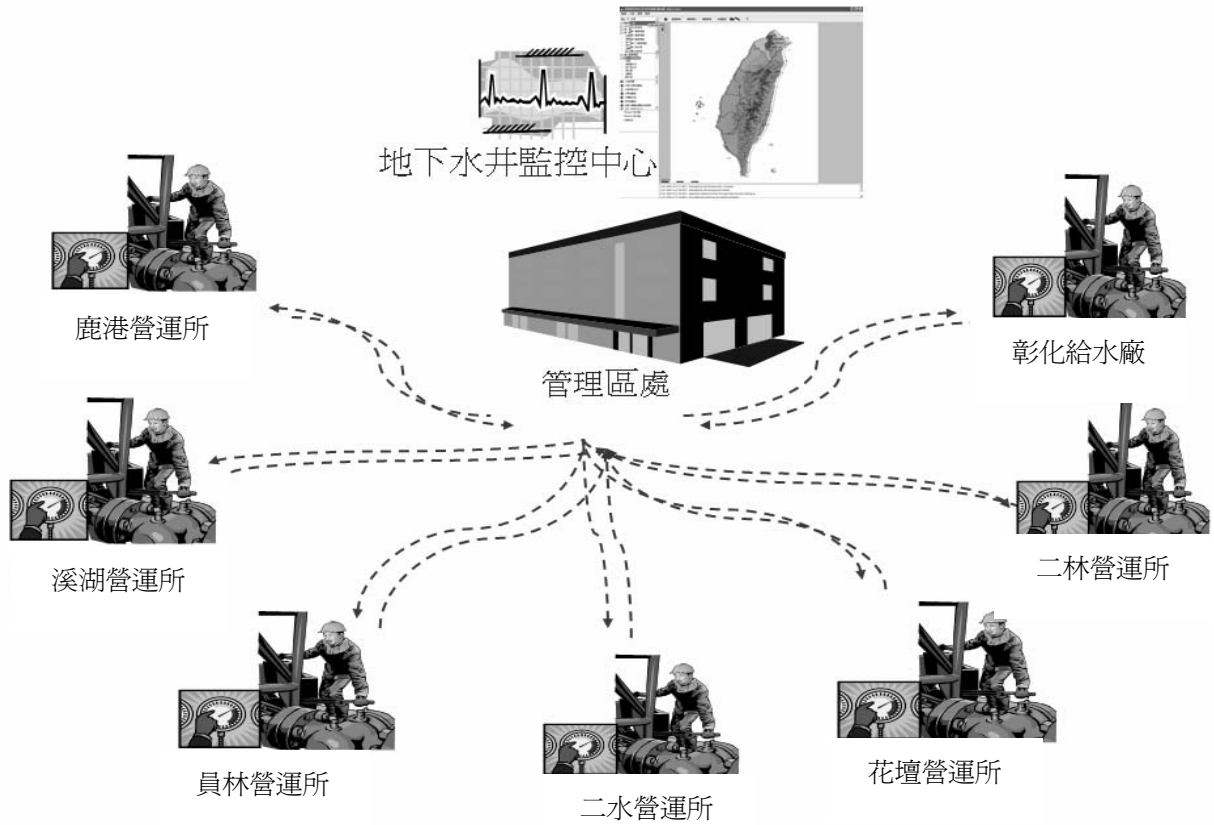 地下水井監控中心
鹿港營運所
彰化給水廠
管理區處
溪湖營運所
二林營運所
員林營運所
二水營運所
花壇營運所